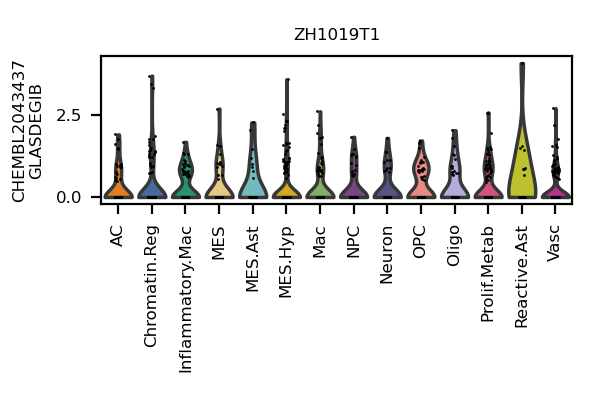 ZH1019T1
CHEMBL2043437
GLASDEGIB
2.5
0.0
AC
Chromatin.Reg
Inflammatory.Mac
MES
MES.Ast
MES.Hyp
Mac
NPC
Neuron
OPC
Oligo
Prolif.Metab
Reactive.Ast
Vasc